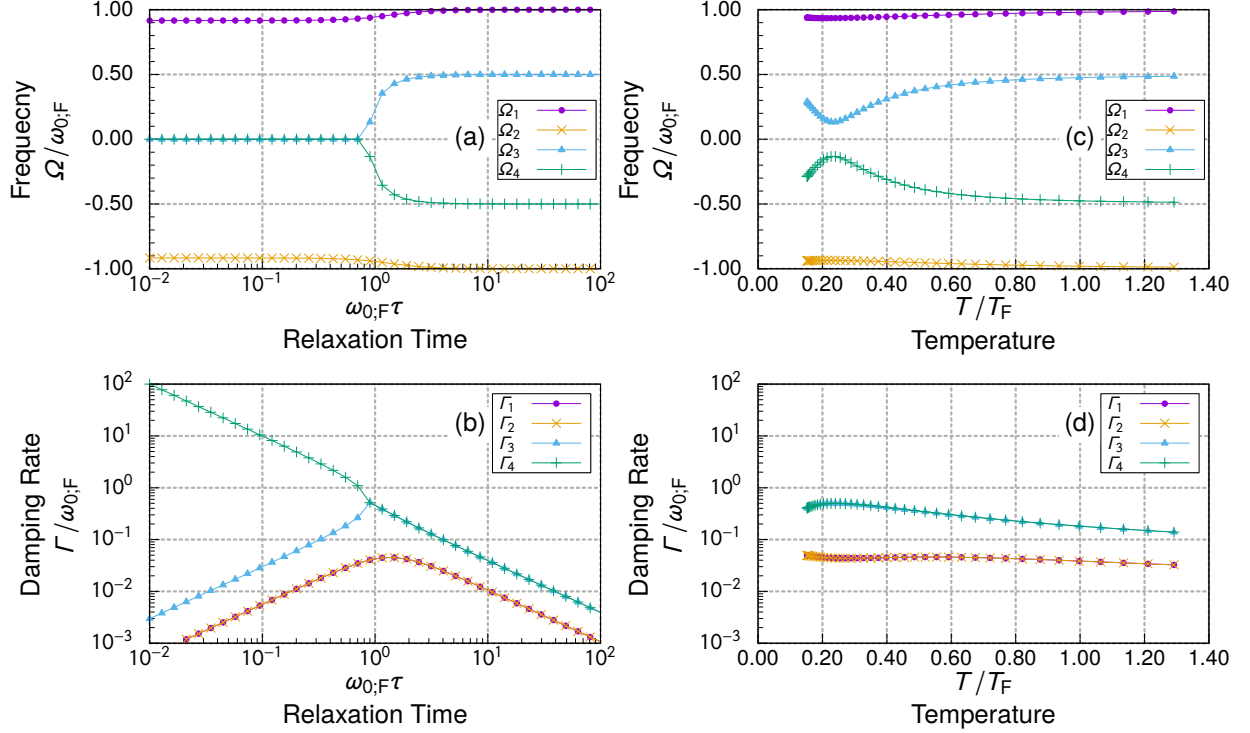 1.00
0.50
0.00
-0.50
-1.00
Frequecny
Ω/ω0;F
Ω1
Ω2
Ω3
Ω4
(a)
10⁻² 10⁻¹ 10⁰ 10¹ 10²
ω0;Fτ
Relaxation Time
1.00
0.50
0.00
-0.50
-1.00
Frequecny
Ω/ω0;F
Ω1
Ω2
Ω3
Ω4
(c)
0.00 0.20 0.40 0.60 0.80 1.00 1.20 1.40
T/TF
Temperature
10²
10¹
10⁰
10⁻¹
10⁻²
10⁻³
Damping Rate
Γ/ω0;F
Γ1
Γ2
Γ3
Γ4
(b)
10⁻² 10⁻¹ 10⁰ 10¹ 10²
ω0;Fτ
Relaxation Time
10²
10¹
10⁰
10⁻¹
10⁻²
10⁻³
Damping Rate
Γ/ω0;F
Γ1
Γ2
Γ3
Γ4
(d)
0.00 0.20 0.40 0.60 0.80 1.00 1.20 1.40
T/TF
Temperature